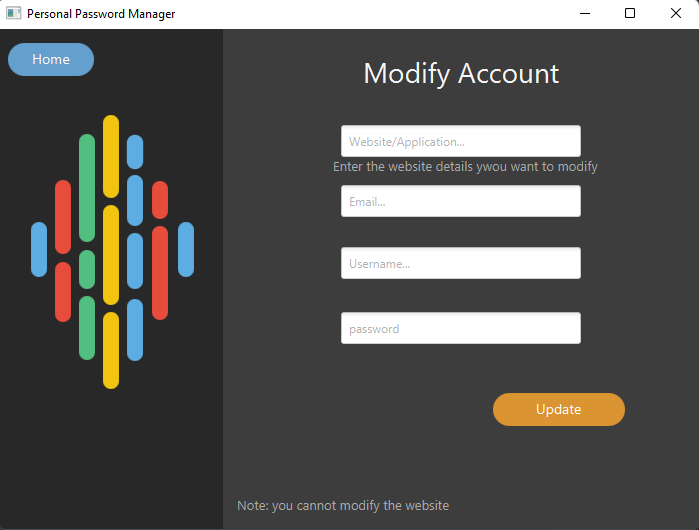 Personal Password Manager
Home
Modify Account
Website/Application...
Enter the website details ywou want to modify
Email...
Username...
password
Update
Note: you cannot modify the website